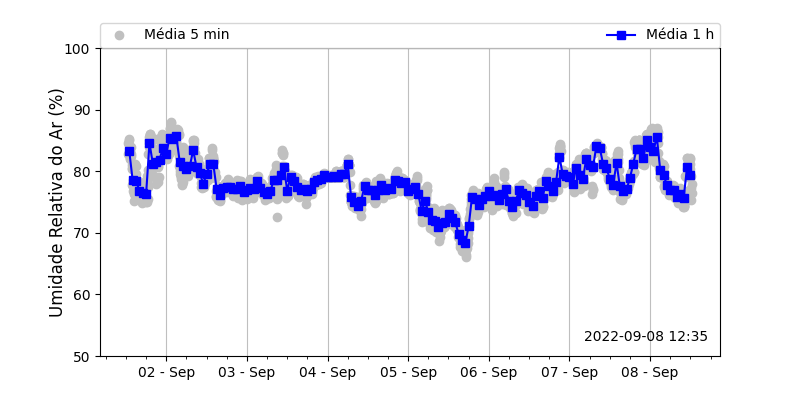 Média 5 min
Média 1 h
Umidade Relativa do Ar (%)
100
90
80
70
60
50
2022-09-08 12:35
02 - Sep
03 - Sep
04 - Sep
05 - Sep
06 - Sep
07 - Sep
08 - Sep